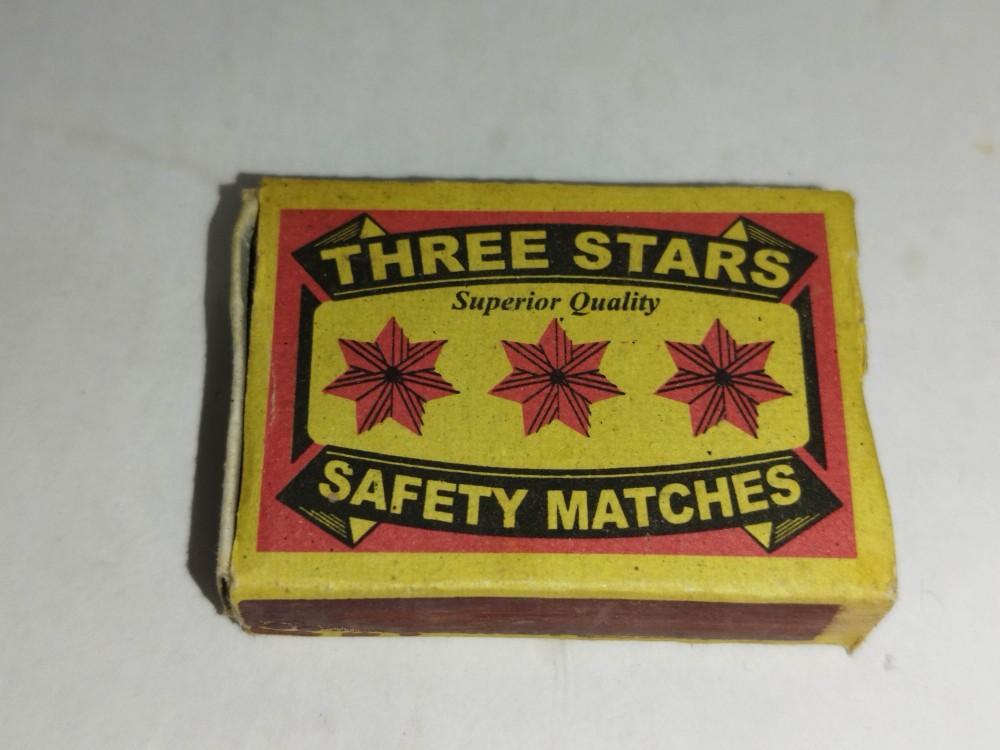 THREE STARS
Superior Quality
SAFETY MATCHES